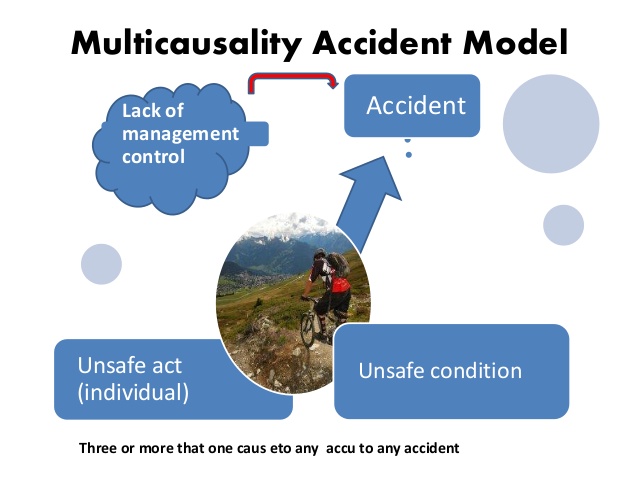 Multicausality Accident Model
Lack of
management
control
Accident
Unsafe act
(individual)
Unsafe condition
Three or more that one caus eto any accu to any accident